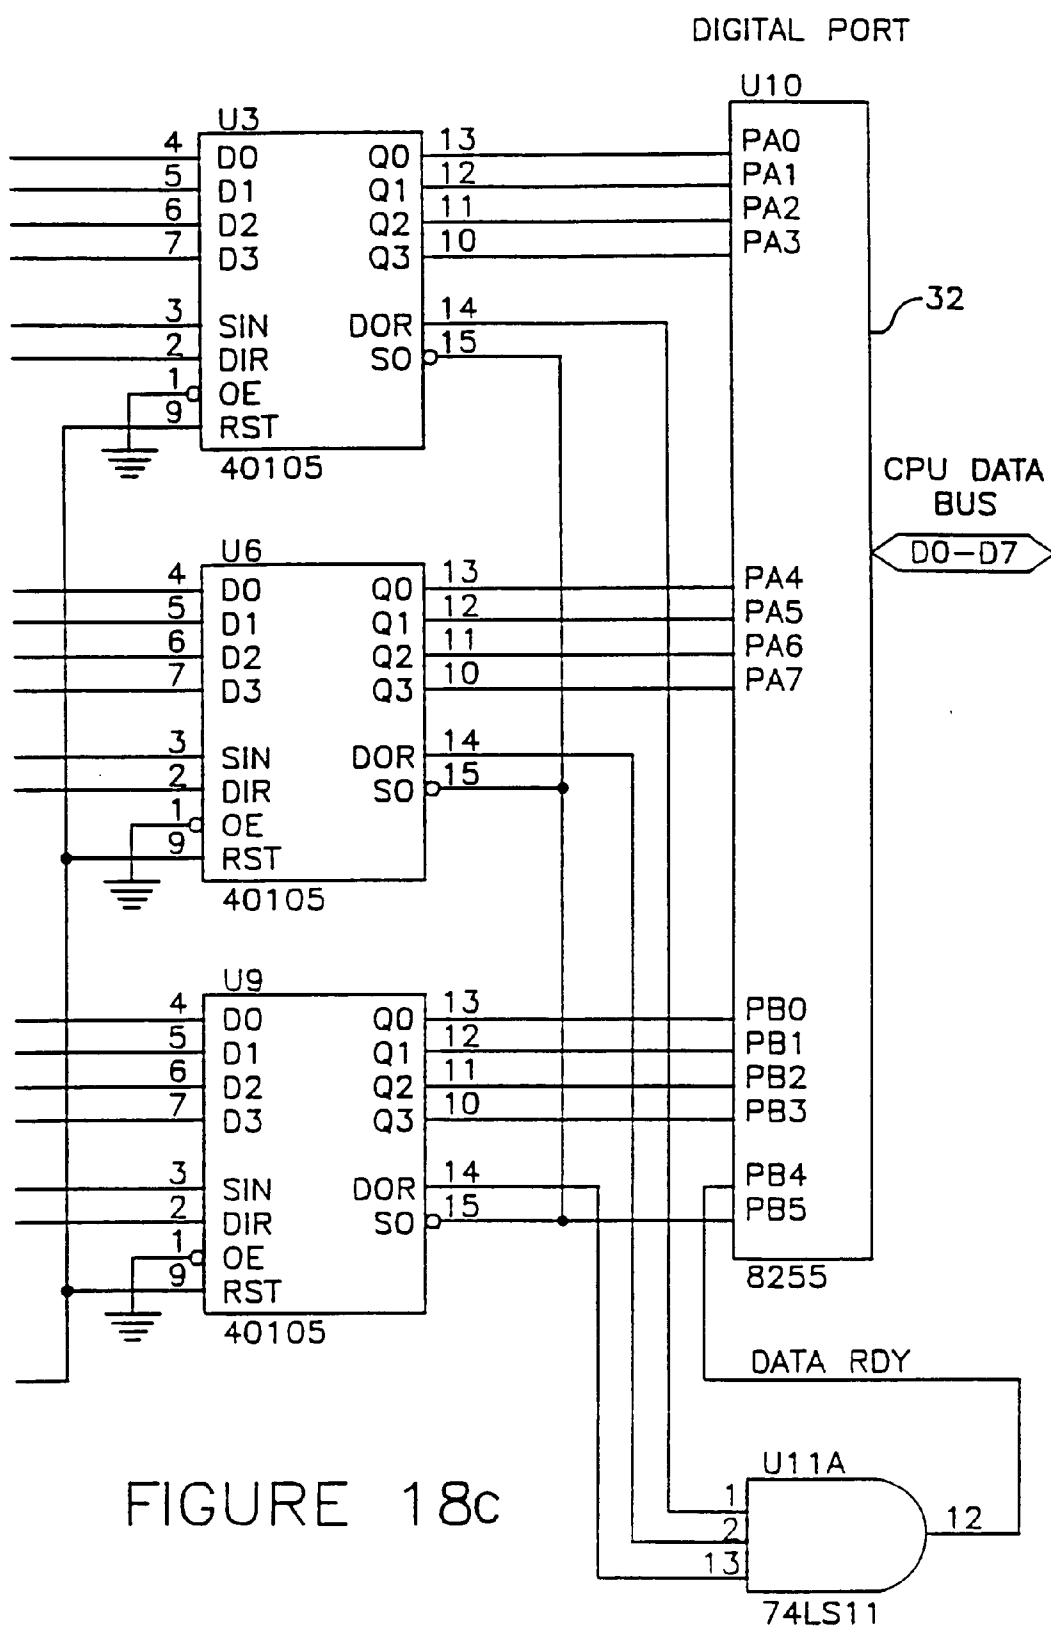 DIGITAL PORT
U10
U3
4 D0 Q0 13 PA0
5 D1 Q1 12 PA1
6 D2 Q2 11 PA2
7 D3 Q3 10 PA3
32
3 SIN DOR 14
2 DIR SO 15
1 OE
9 RST
40105
CPU DATA
BUS
D0-D7
U6
4 D0 Q0 13 PA4
5 D1 Q1 12 PA5
6 D2 Q2 11 PA6
7 D3 Q3 10 PA7
3 SIN DOR 14
2 DIR SO 15
1 OE
9 RST
40105
U9
4 D0 Q0 13 PB0
5 D1 Q1 12 PB1
6 D2 Q2 11 PB2
7 D3 Q3 10 PB3
3 SIN DOR 14 PB4
2 DIR SO 15 PB5
1 OE
9 RST
8255
40105
DATA RDY
U11A
FIGURE 18c
1
2 12
13
74LS11